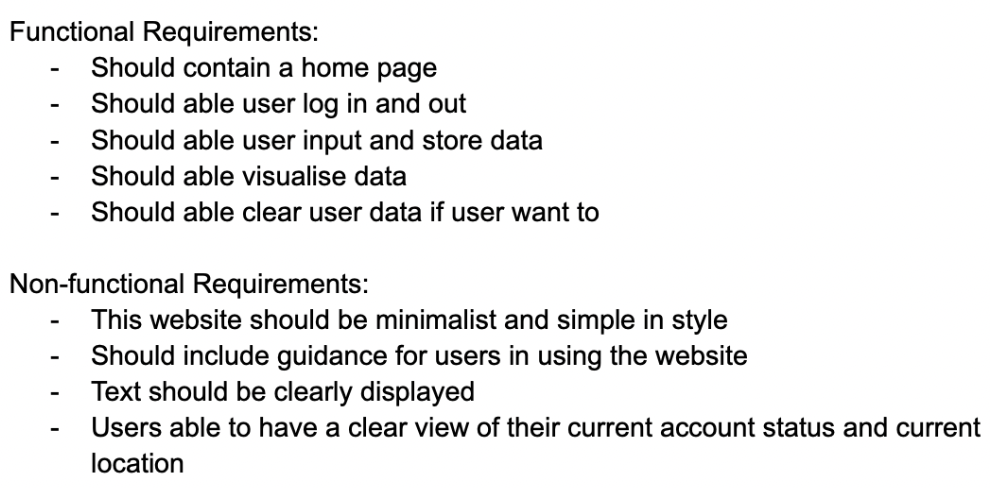 Functional Requirements:
- Should contain a home page
- Should able user log in and out
- Should able user input and store data
- Should able visualise data
- Should able clear user data if user want to
Non-functional Requirements:
- This website should be minimalist and simple in style
- Should include guidance for users in using the website
- Text should be clearly displayed
- Users able to have a clear view of their current account status and current
location